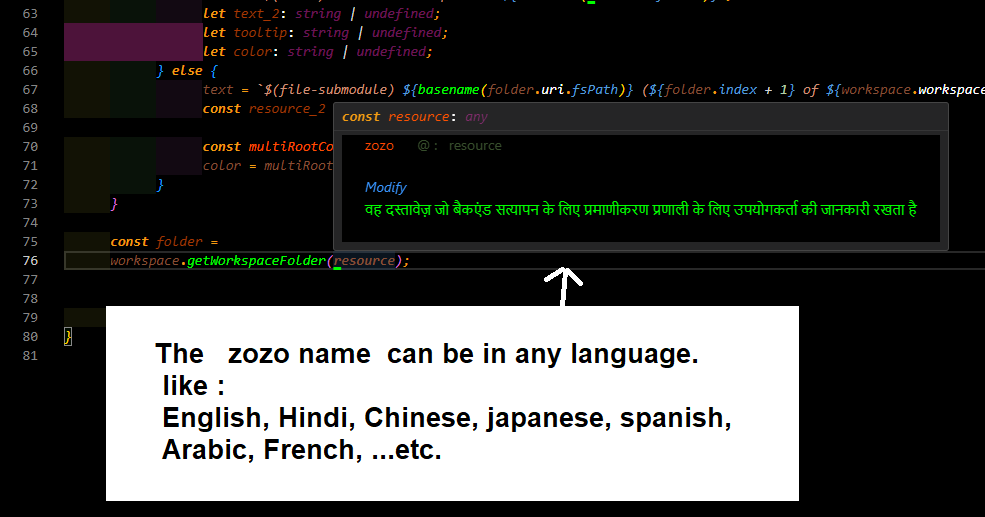 63 let text_2: string | undefined;
64 let tooltip: string | undefined;
65 let color: string | undefined;
66 } else {
67 text = `$(file-submodule) ${basename(folder.uri.fsPath)} (${folder.index + 1} of ${workspace.workspace
68 const resource_2
const resource: any
69
zozo @ : resource
70 const multiRootCo
71 color = multiRoot
72 }
Modify
73 }
वह दस्तावेज़ जो बैकएंड सत्यापन के लिए प्रमाणीकरण प्रणाली के लिए उपयोगकर्ता की जानकारी रखता है
74
75 const folder =
76 workspace.getWorkspaceFolder(resource);
77
78
79
80 }
81
The zozo name can be in any language.
like :
English, Hindi, Chinese, japanese, spanish,
Arabic, French, ...etc.